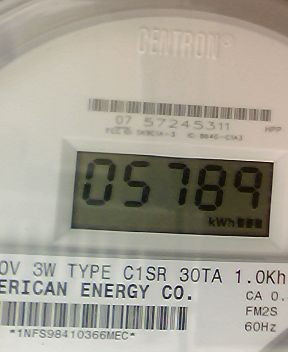 CENTRON®
07 57245311 HPP
05789
kWh
0V 3W TYPE C1SR 30TA 1.0Kh
ERICAN ENERGY CO.
CA 0.
FM2S
60Hz
*1NFS98410366MEC*